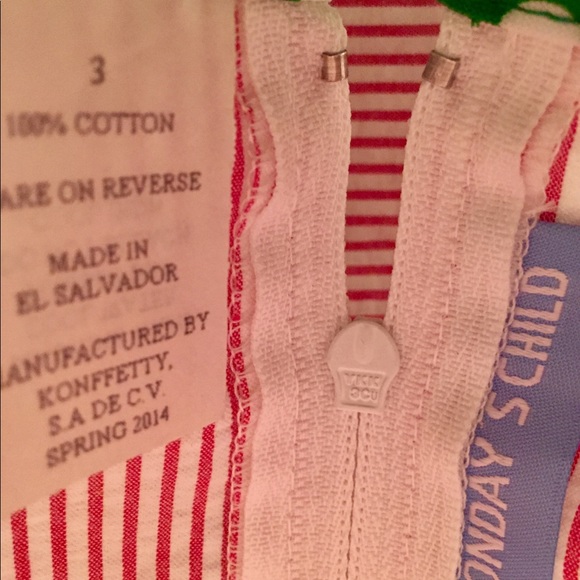 3
100% COTTON
ARE ON REVERSE
MADE IN
EL SALVADOR
ANUFACTURED BY
KONFFETTY,
S.A DE C.V.
SPRING 2014
ONDAY'S CHILD